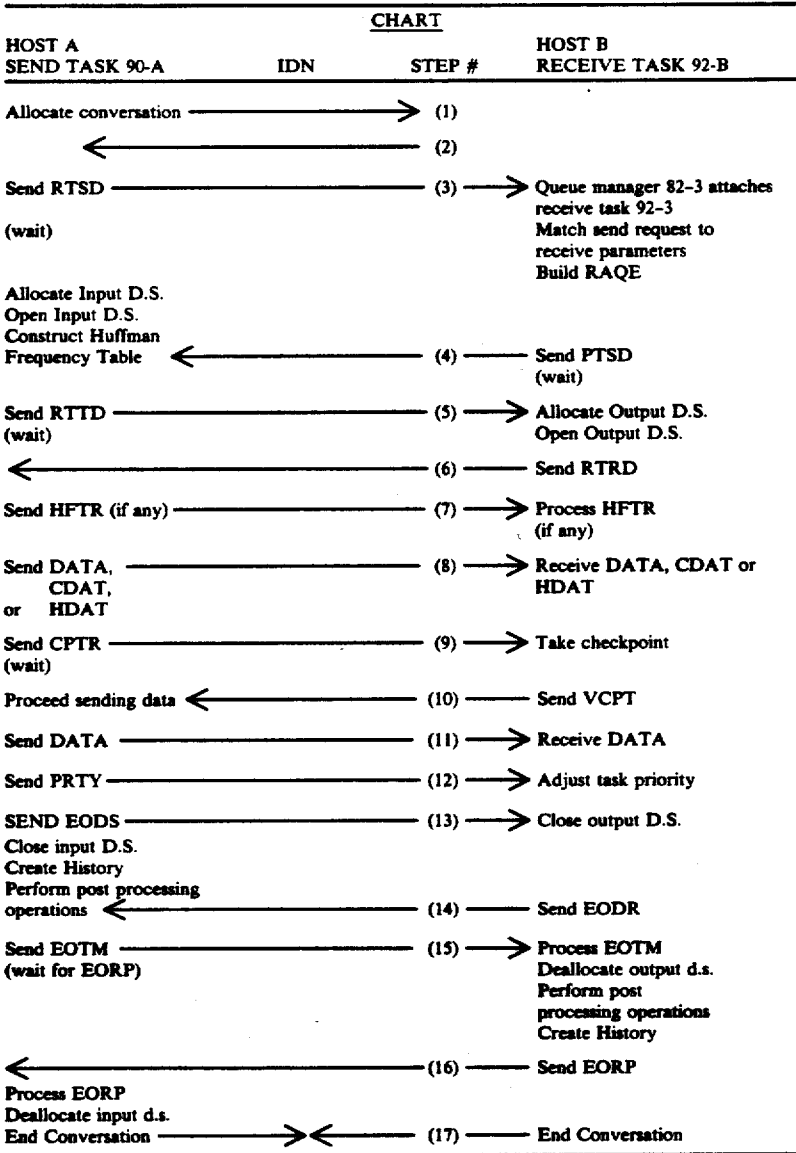 CHART
HOST A HOST B
SEND TASK 90-A IDN STEP # RECEIVE TASK 92-B
Allocate conversation (1)
(2)
Send RTSD (3) Queue manager 82-3 attaches
receive task 92-3
(wait) Match send request to
receive parameters
Build RAQE
Allocate Input D.S.
Open Input D.S.
Construct Huffman
Frequency Table (4) Send PTSD
(wait)
Send RTTD (5) Allocate Output D.S.
(wait) Open Output D.S.
(6) Send RTRD
Send HFTR (if any) (7) Process HFTR
(if any)
Send DATA, (8) Receive DATA, CDAT or
CDAT, HDAT
or HDAT
Send CPTR (9) Take checkpoint
(wait)
Proceed sending data (10) Send VCPT
Send DATA (11) Receive DATA
Send PRTY (12) Adjust task priority
SEND EODS (13) Close output D.S.
Close input D.S.
Create History
Perform post processing
operations (14) Send EODR
Send EOTM (15) Process EOTM
(wait for EORP) Deallocate output d.s.
Perform post
processing operations
Create History
(16) Send EORP
Process EORP
Deallocate input d.s.
End Conversation (17) End Conversation